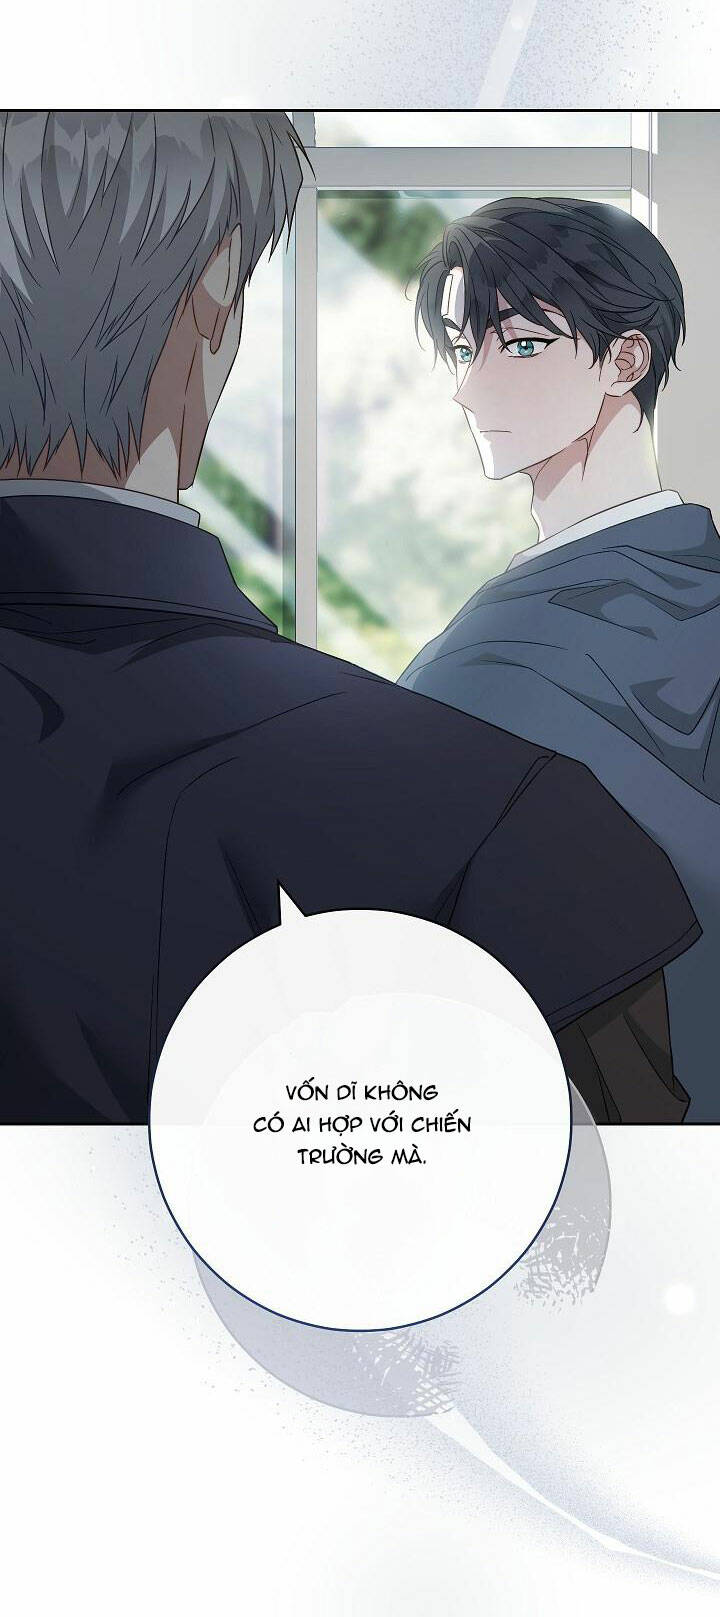 VỐN DĨ KHÔNG
CÓ AI HỢP VỚI CHIẾN
TRƯỜNG MÀ.